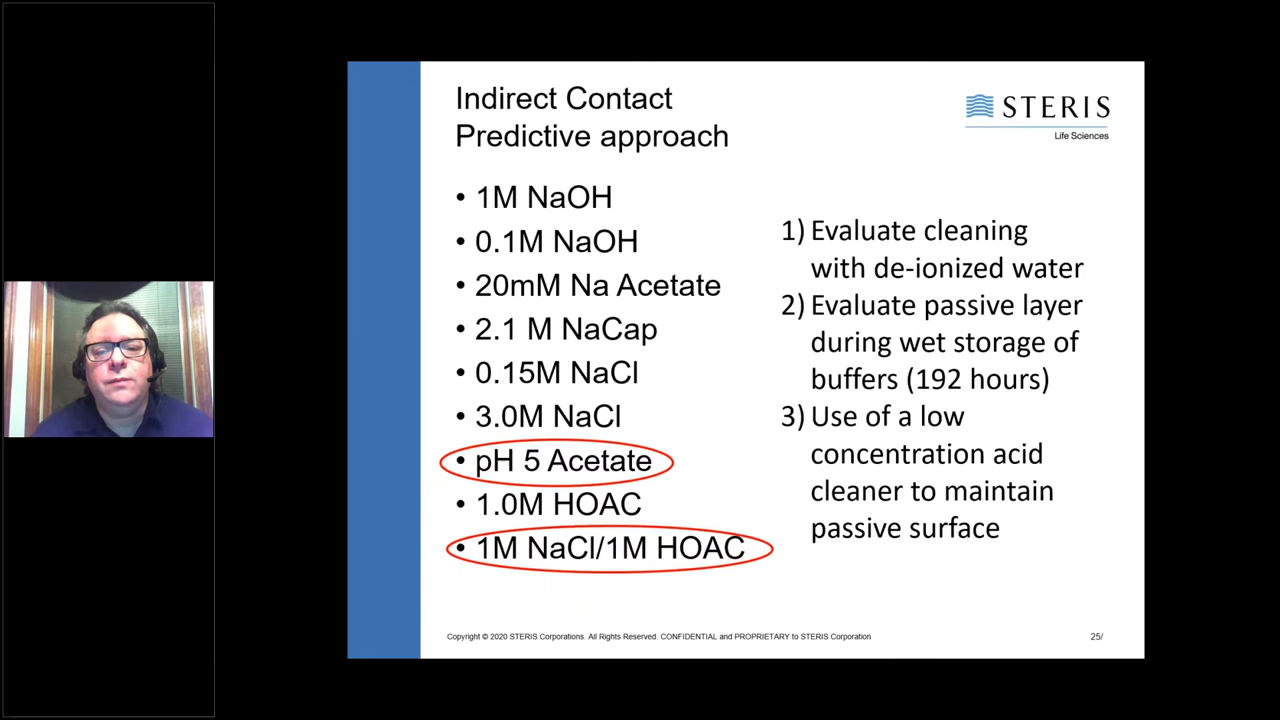 Indirect Contact
Predictive approach
STERIS
Life Sciences
• 1M NaOH
• 0.1M NaOH
• 20mM Na Acetate
• 2.1 M NaCap
• 0.15M NaCl
• 3.0M NaCl
• pH 5 Acetate
• 1.0M HOAC
• 1M NaCl/1M HOAC
1) Evaluate cleaning
with de-ionized water
2) Evaluate passive layer
during wet storage of
buffers (192 hours)
3) Use of a low
concentration acid
cleaner to maintain
passive surface
Copyright © 2020 STERIS Corporations. All Rights Reserved. CONFIDENTIAL and PROPRIETARY to STERIS Corporation
25/